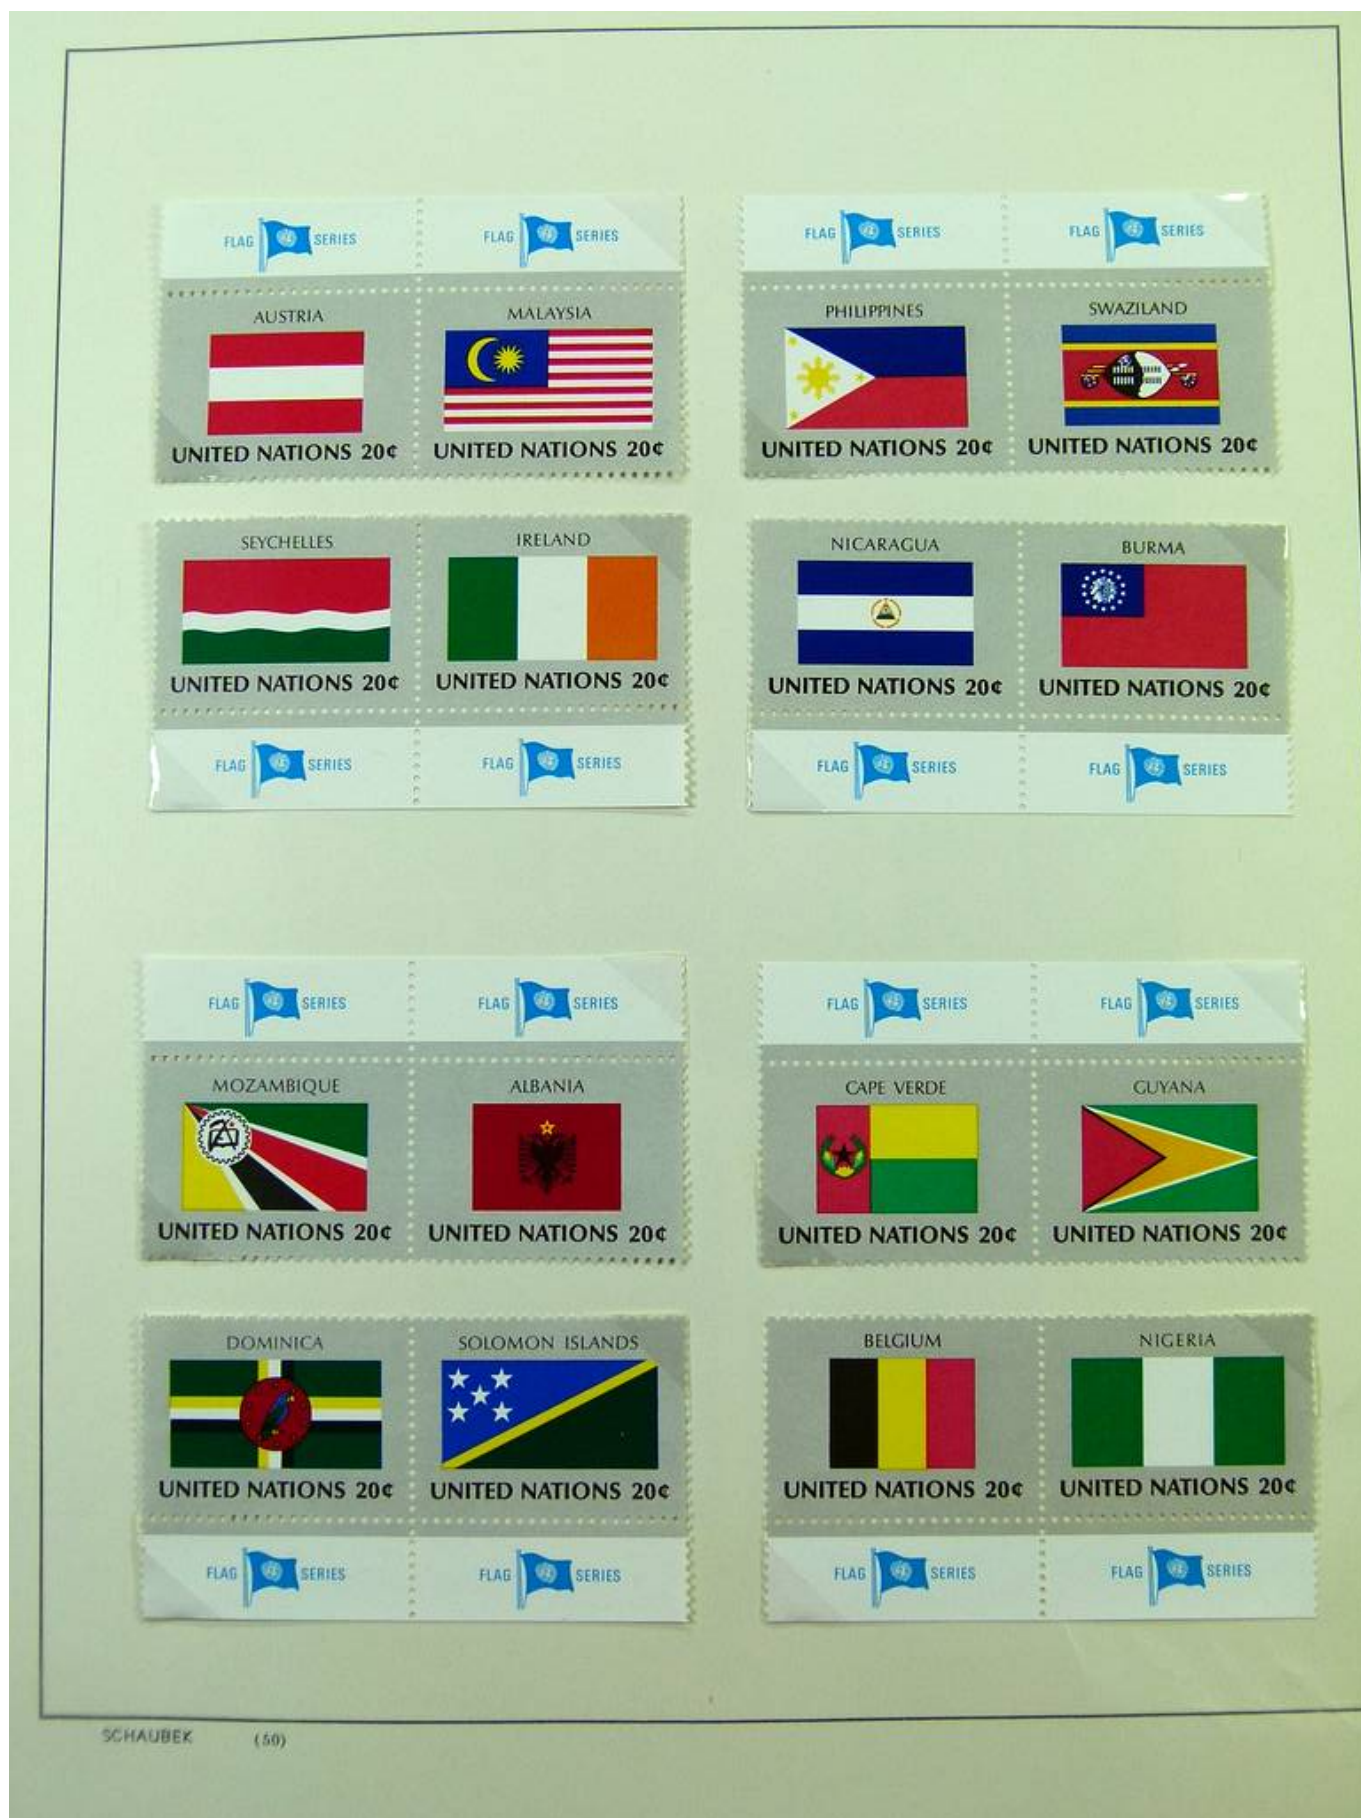 FLAG SERIES FLAG SERIES
AUSTRIA MALAYSIA
UNITED NATIONS 20¢ UNITED NATIONS 20¢
FLAG SERIES FLAG SERIES
PHILIPPINES SWAZILAND
UNITED NATIONS 20¢ UNITED NATIONS 20¢
SEYCHELLES IRELAND
UNITED NATIONS 20¢ UNITED NATIONS 20¢
FLAG SERIES FLAG SERIES
NICARAGUA BURMA
UNITED NATIONS 20¢ UNITED NATIONS 20¢
FLAG SERIES FLAG SERIES
FLAG SERIES FLAG SERIES
MOZAMBIQUE ALBANIA
UNITED NATIONS 20¢ UNITED NATIONS 20¢
FLAG SERIES FLAG SERIES
CAPE VERDE GUYANA
UNITED NATIONS 20¢ UNITED NATIONS 20¢
DOMINICA SOLOMON ISLANDS
UNITED NATIONS 20¢ UNITED NATIONS 20¢
FLAG SERIES FLAG SERIES
BELGIUM NIGERIA
UNITED NATIONS 20¢ UNITED NATIONS 20¢
FLAG SERIES FLAG SERIES
SCHAUBEK (50)